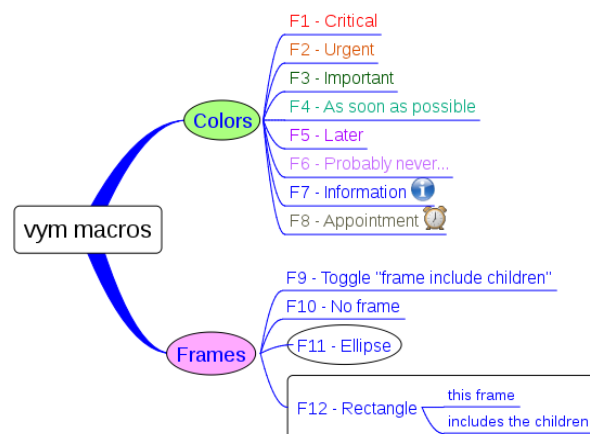 vym macros
Colors
F1 - Critical
F2 - Urgent
F3 - Important
F4 - As soon as possible
F5 - Later
F6 - Probably never...
F7 - Information
F8 - Appointment
Frames
F9 - Toggle "frame include children"
F10 - No frame
F11 - Ellipse
F12 - Rectangle
this frame
includes the children